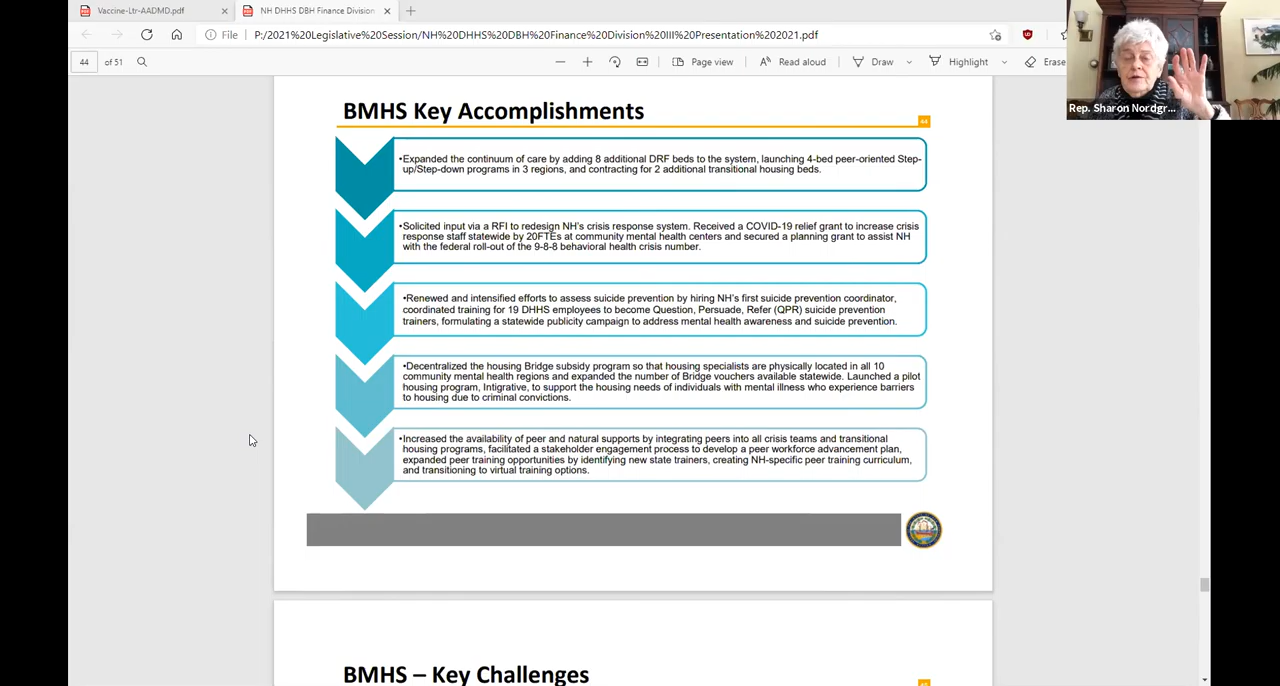 Vaccine-Ltr-AADMD.pdf
NH DHHS DBH Finance Division
File
P:/2021%20Legislative%20Session/NH%20DHHS%20DBH%20Finance%20Division%20III%20Presentation%202021.pdf
44 of 51
Page view
Read aloud
Draw
Highlight
Erase
Rep. Sharon Nordgr...
BMHS Key Accomplishments
44
•Expanded the continuum of care by adding 8 additional DRF beds to the system, launching 4-bed peer-oriented Step-
up/Step-down programs in 3 regions, and contracting for 2 additional transitional housing beds.
•Solicited input via a RFI to redesign NH's crisis response system. Received a COVID-19 relief grant to increase crisis
response staff statewide by 20FTEs at community mental health centers and secured a planning grant to assist NH
with the federal roll-out of the 9-8-8 behavioral health crisis number.
•Renewed and intensified efforts to assess suicide prevention by hiring NH's first suicide prevention coordinator,
coordinated training for 19 DHHS employees to become Question, Persuade, Refer (QPR) suicide prevention
trainers, formulating a statewide publicity campaign to address mental health awareness and suicide prevention.
•Decentralized the housing Bridge subsidy program so that housing specialists are physically located in all 10
community mental health regions and expanded the number of Bridge vouchers available statewide. Launched a pilot
housing program, Intigrative, to support the housing needs of individuals with mental illness who experience barriers
to housing due to criminal convictions.
•Increased the availability of peer and natural supports by integrating peers into all crisis teams and transitional
housing programs, facilitated a stakeholder engagement process to develop a peer workforce advancement plan,
expanded peer training opportunities by identifying new state trainers, creating NH-specific peer training curriculum,
and transitioning to virtual training options.
BMHS – Key Challenges